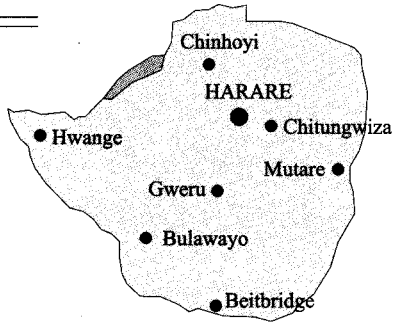 Chinhoyi
HARARE
Chitungwiza
Hwange
Mutare
Gweru
Bulawayo
Beitbridge